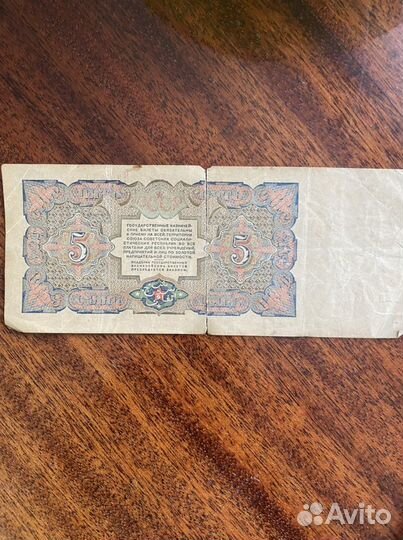 СССР
ГОСУДАРСТВЕННЫЕ КАЗНАЧЕЙ-
СКИЕ БИЛЕТЫ ОБЯЗАТЕЛЬНЫ
К ПРИЕМУ НА ВСЕЙ ТЕРРИТОРИИ
СОЮЗА СОВЕТСКИХ СОЦИАЛИ-
СТИЧЕСКИХ РЕСПУБЛИК ВО ВСЕ
ПЛАТЕЖИ ДЛЯ ВСЕХ УЧРЕЖДЕНИЙ,
ПРЕДПРИЯТИЙ И ЛИЦ ПО ЗОЛОТОЙ
НАРИЦАТЕЛЬНОЙ СТОИМОСТИ.
ПОДДЕЛКА ГОСУДАРСТВЕННЫХ
КАЗНАЧЕЙСКИХ БИЛЕТОВ
ПРЕСЛЕДУЕТСЯ ЗАКОНОМ.
5 5
Avito